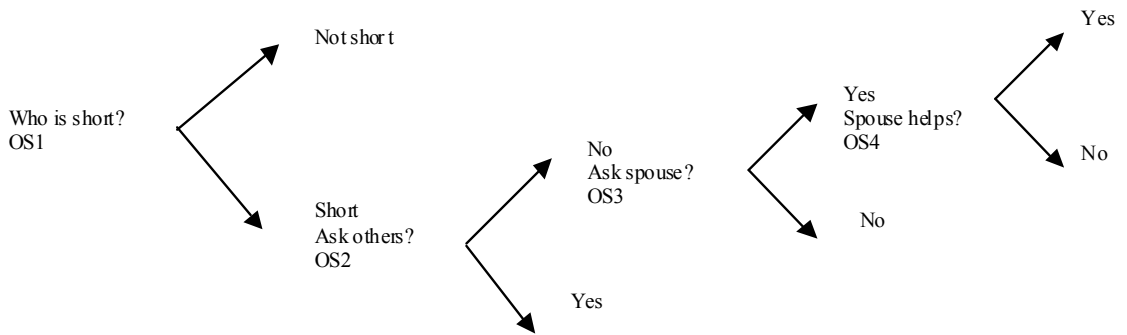 Who is short?
OS1
Not short
Short
Ask others?
OS2
No
Ask spouse?
OS3
Yes
Yes
Spouse helps?
OS4
No
Yes
No